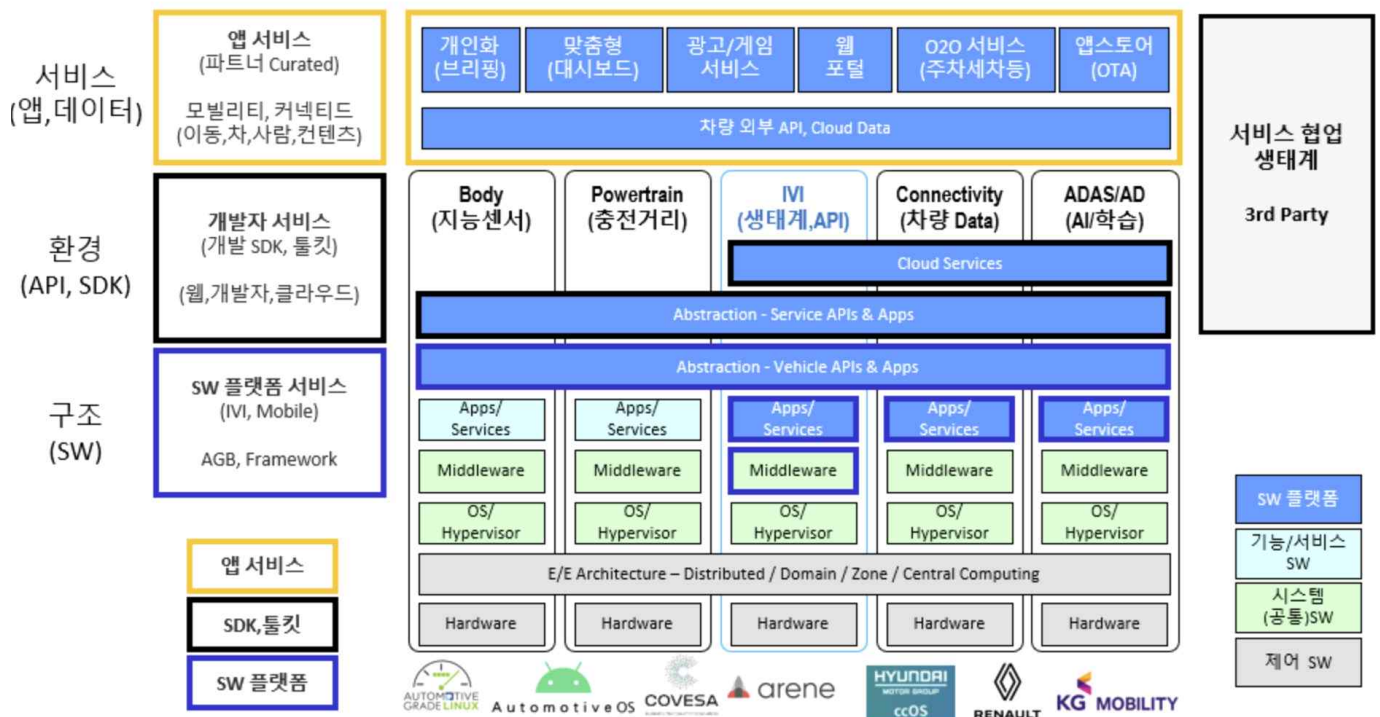 서비스
(앱,데이터)
앱 서비스
(파트너 Curated)
모빌리티, 커넥티드
(이동,차,사람,컨텐츠)
개인화
(브리핑)
맞춤형
(대시보드)
광고/게임
서비스
웹
포털
O2O 서비스
(주차세차등)
앱스토어
(OTA)
차량 외부 API, Cloud Data
서비스 협업
생태계
3rd Party
환경
(API, SDK)
개발자 서비스
(개발 SDK, 툴킷)
(웹,개발자,클라우드)
Body
(지능센서)
Powertrain
(충전거리)
IVI
(생태계,API)
Connectivity
(차량 Data)
ADAS/AD
(AI/학습)
Cloud Services
Abstraction - Service APIs & Apps
Abstraction - Vehicle APIs & Apps
구조
(SW)
SW 플랫폼 서비스
(IVI, Mobile)
AGB, Framework
Apps/
Services
Apps/
Services
Apps/
Services
Apps/
Services
Apps/
Services
Middleware
Middleware
Middleware
Middleware
Middleware
OS/
Hypervisor
OS/
Hypervisor
OS/
Hypervisor
OS/
Hypervisor
OS/
Hypervisor
E/E Architecture – Distributed / Domain / Zone / Central Computing
Hardware
Hardware
Hardware
Hardware
Hardware
앱 서비스
SDK,툴킷
SW 플랫폼
SW 플랫폼
기능/서비스
SW
시스템
(공통)SW
제어 SW
AUTOMOTIVE
GRADE LINUX
AutomotiveOS
COVESA
arene
HYUNDAI
MOTOR GROUP
ccOS
RENAULT
KG MOBILITY